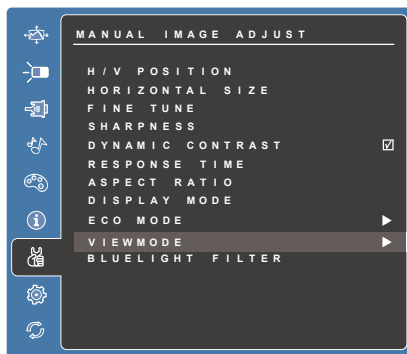 MANUAL IMAGE ADJUST
H/V POSITION
HORIZONTAL SIZE
FINE TUNE
SHARPNESS
DYNAMIC CONTRAST
RESPONSE TIME
ASPECT RATIO
DISPLAY MODE
ECO MODE
VIEWMODE
BLUELIGHT FILTER